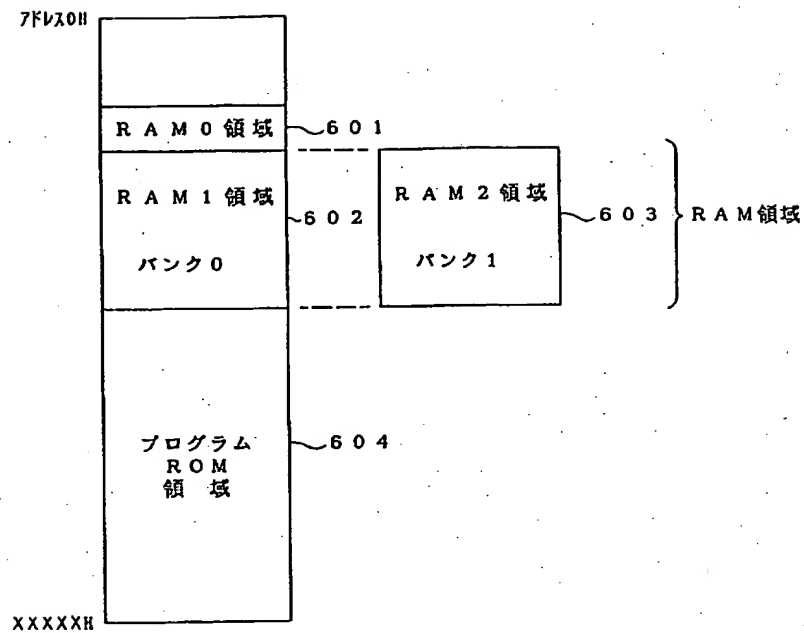 アドレス0H
RAM0領域
601
RAM1領域
602
バンク0
RAM2領域
603
バンク1
RAM領域
プログラム
ROM
領域
604
XXXXXH